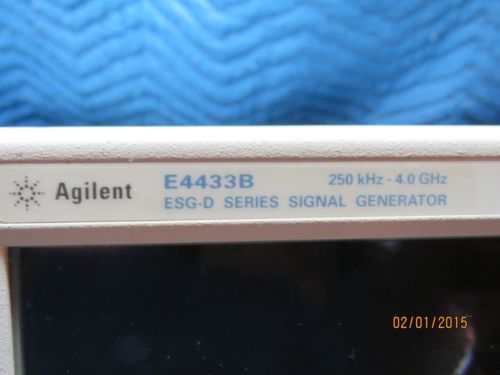 Agilent E4433B 250 kHz - 4.0 GHz
ESG-D SERIES SIGNAL GENERATOR
02/01/2015